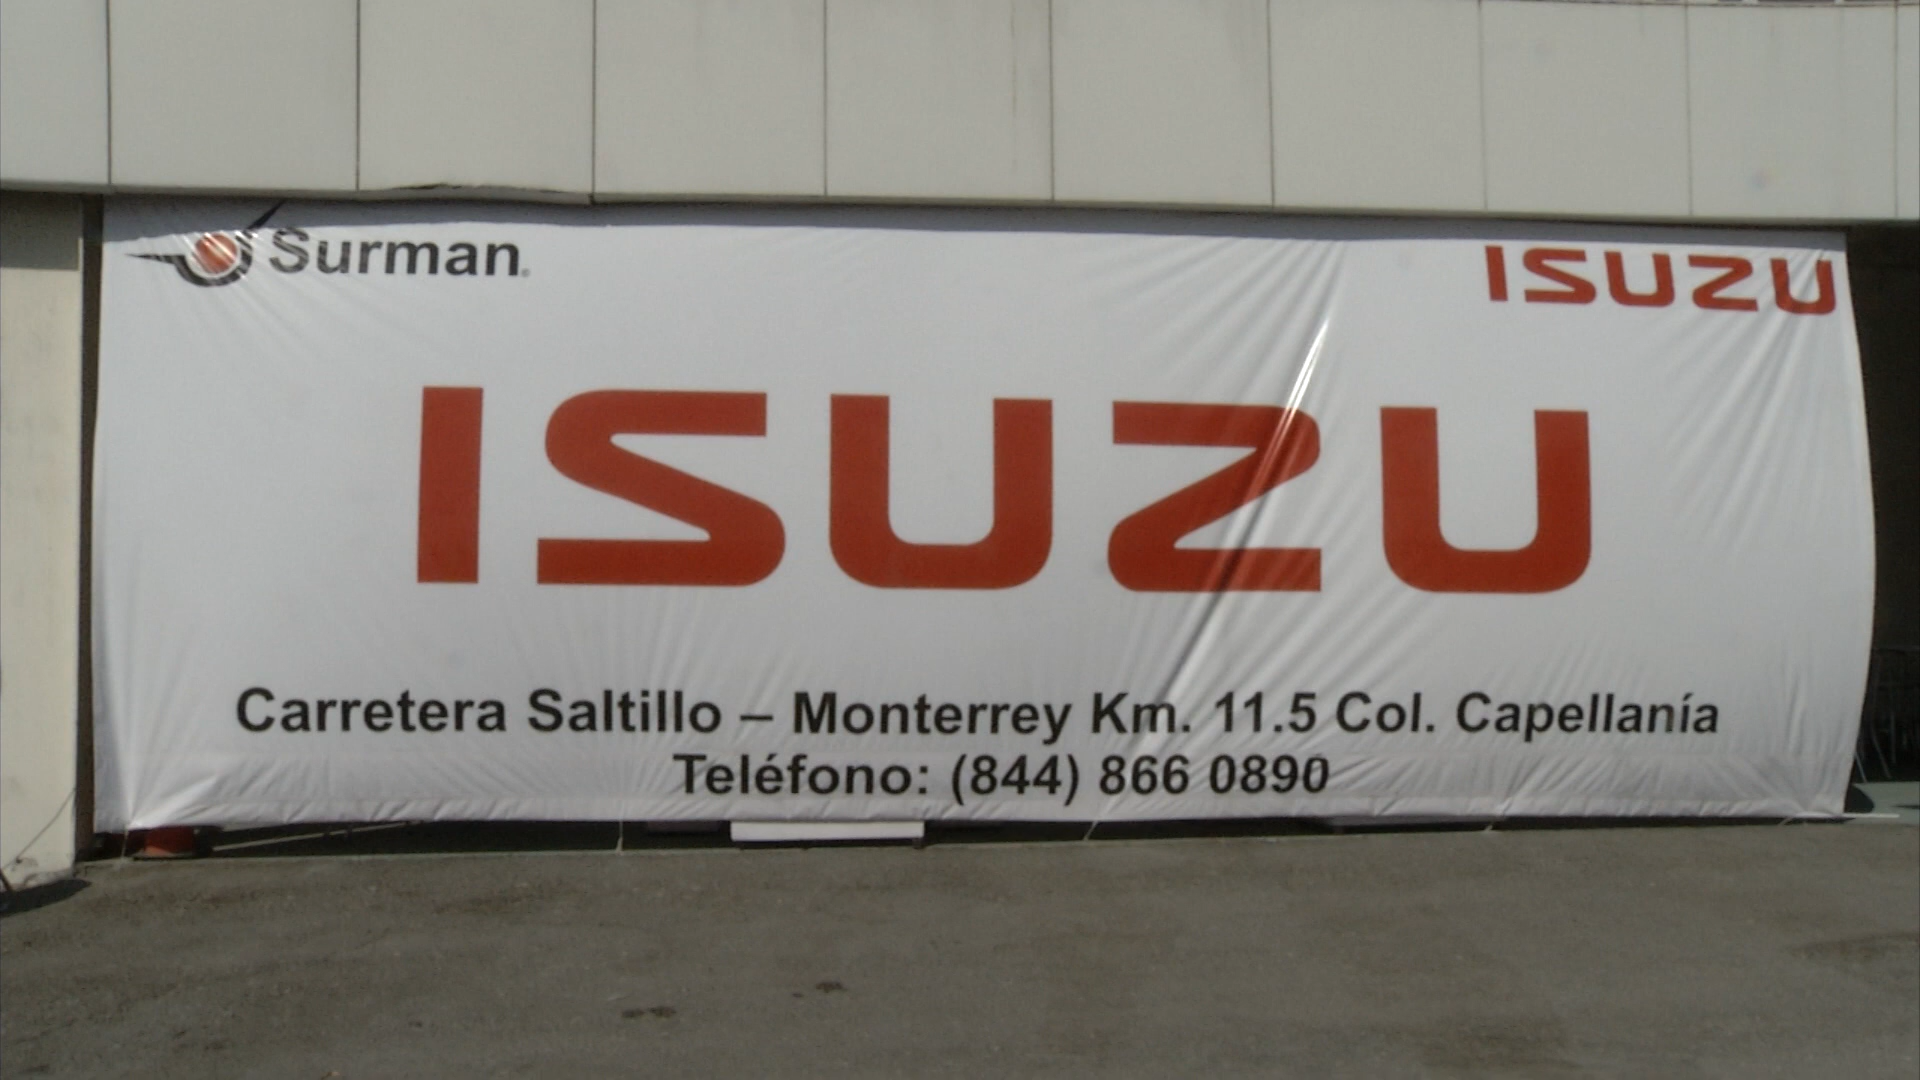 Surman®
ISUZU
ISUZU
Carretera Saltillo – Monterrey Km. 11.5 Col. Capellanía
Teléfono: (844) 866 0890